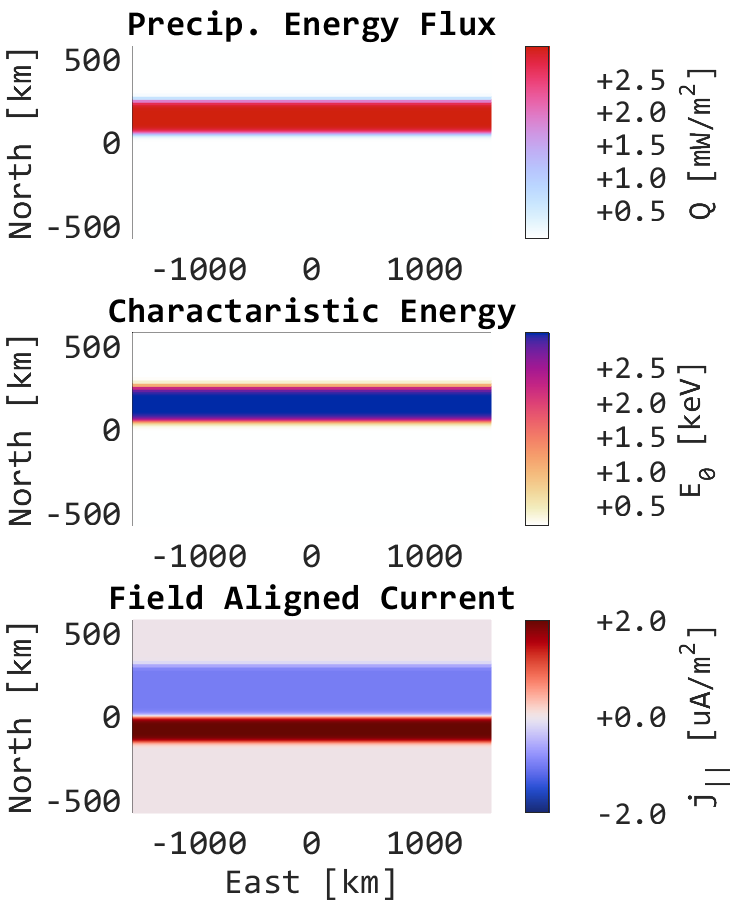 Precip. Energy Flux
North [km]
500
0
-500
-1000 0 1000
+2.5
+2.0
+1.5
+1.0
+0.5
Q [mW/m²]
Charactaristic Energy
North [km]
500
0
-500
-1000 0 1000
+2.5
+2.0
+1.5
+1.0
+0.5
E₀ [keV]
Field Aligned Current
North [km]
500
0
-500
-1000 0 1000
East [km]
+2.0
+0.0
-2.0
j|| [uA/m²]